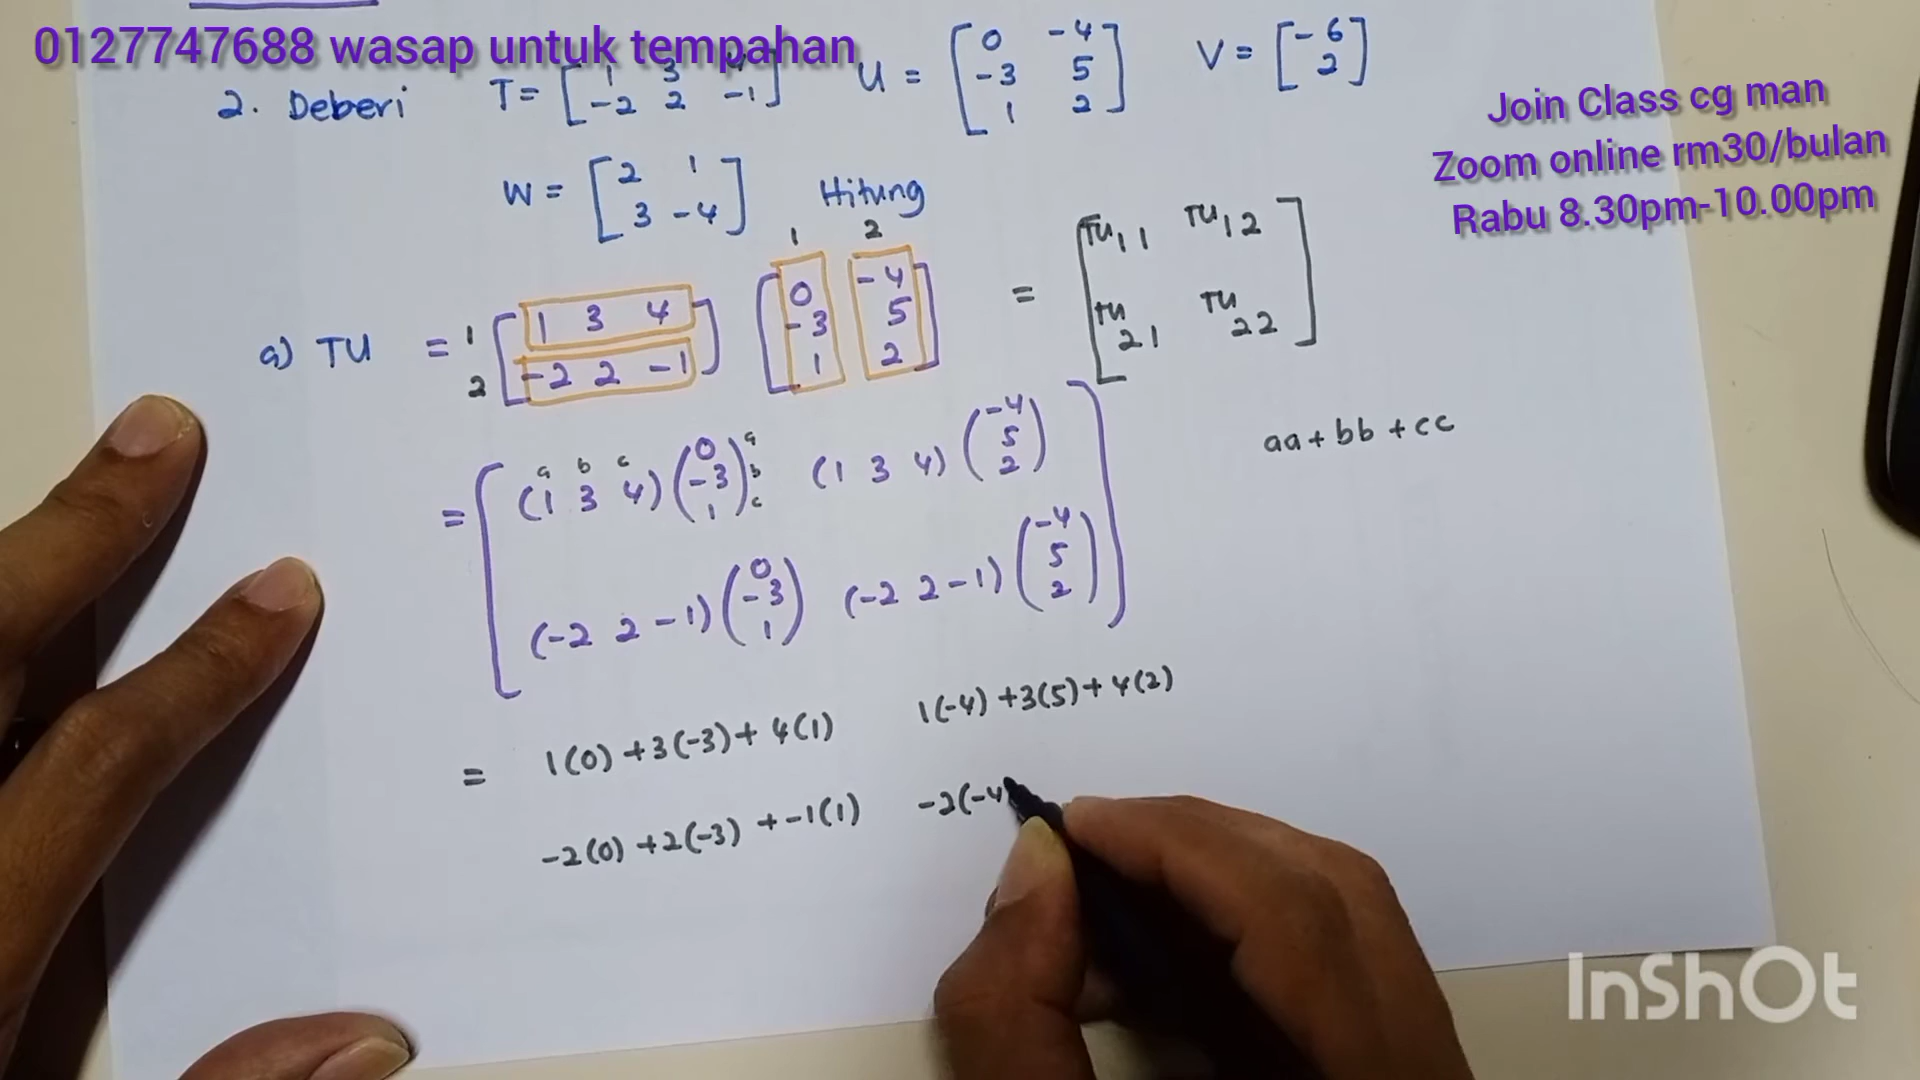 0127747688 wasap untuk tempahan
2. Deberi T= [1 3 4 -2 2 -1] U = [0 -4 -3 5 1 2] V = [-6 2]
Join Class cg man
Zoom online rm30/bulan
Rabu 8.30pm-10.00pm
W = [2 1 3 -4] Hitung
1 2
a) TU = 1 2 [1 3 4 -2 2 -1] [0 -4 -3 5 1 2] = [TU11 TU12 TU21 TU22]
aa+bb+cc
a b c a b c
= [(1 3 4)(0 -3 1) (1 3 4)(-4 5 2)
(-2 2 -1)(0 -3 1) (-2 2 -1)(-4 5 2)]
= 1(0)+3(-3)+4(1) 1(-4)+3(5)+4(2)
-2(0)+2(-3)+-1(1) -2(-4)
InShOt